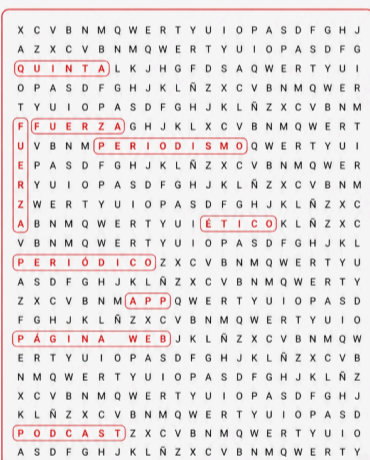 X C V B N M Q W E R T Y U I O P A S D F G H J
A Z X C V B N M Q W E R T Y U I O P A S D F G
Q U I N T A L K J H G F D S A Q W E R T Y U I
O P A S D F G H J K L Ñ Z X C V B N M Q W E R
T Y U I O P A S D F G H J K L Ñ Z X C V B N M
F F U E R Z A G H J K L X C V B N M Q W E R T
U V B N M P E R I O D I S M O Q W E R T Y U I
E P A S D F G H J K L Ñ Z X C V B N M Q W E R
R Y U I O P A S D F G H J K L Ñ Z X C V B N M
Z W E R T Y U I O P A S D F G H J K L Ñ Z X C
A B N M Q W E R T Y U I É T I C O K L Ñ Z X C
V B N M Q W E R T Y U I O P A S D F G H J K L
P E R I Ó D I C O Z X C V B N M Q W E R T Y U
A S D F G H J K L Ñ Z X C V B N M Q W E R T Y
Z X C V B N M A P P Q W E R T Y U I O P A S D
F G H J K L Ñ Z X C V B N M Q W E R T Y U I O
P Á G I N A W E B J K L Ñ Z X C V B N M Q W
E R T Y U I O P A S D F G H J K L Ñ Z X C V B
N M Q W E R T Y U I O P A S D F G H J K L Ñ Z
X C V B N M Q W E R T Y U I O P A S D F G H J
K L Ñ Z X C V B N M Q W E R T Y U I O P A S D
P O D C A S T Z X C V B N M Q W E R T Y U I O
A S D F G H J K L Ñ Z X C V B N M Q W E R T Y